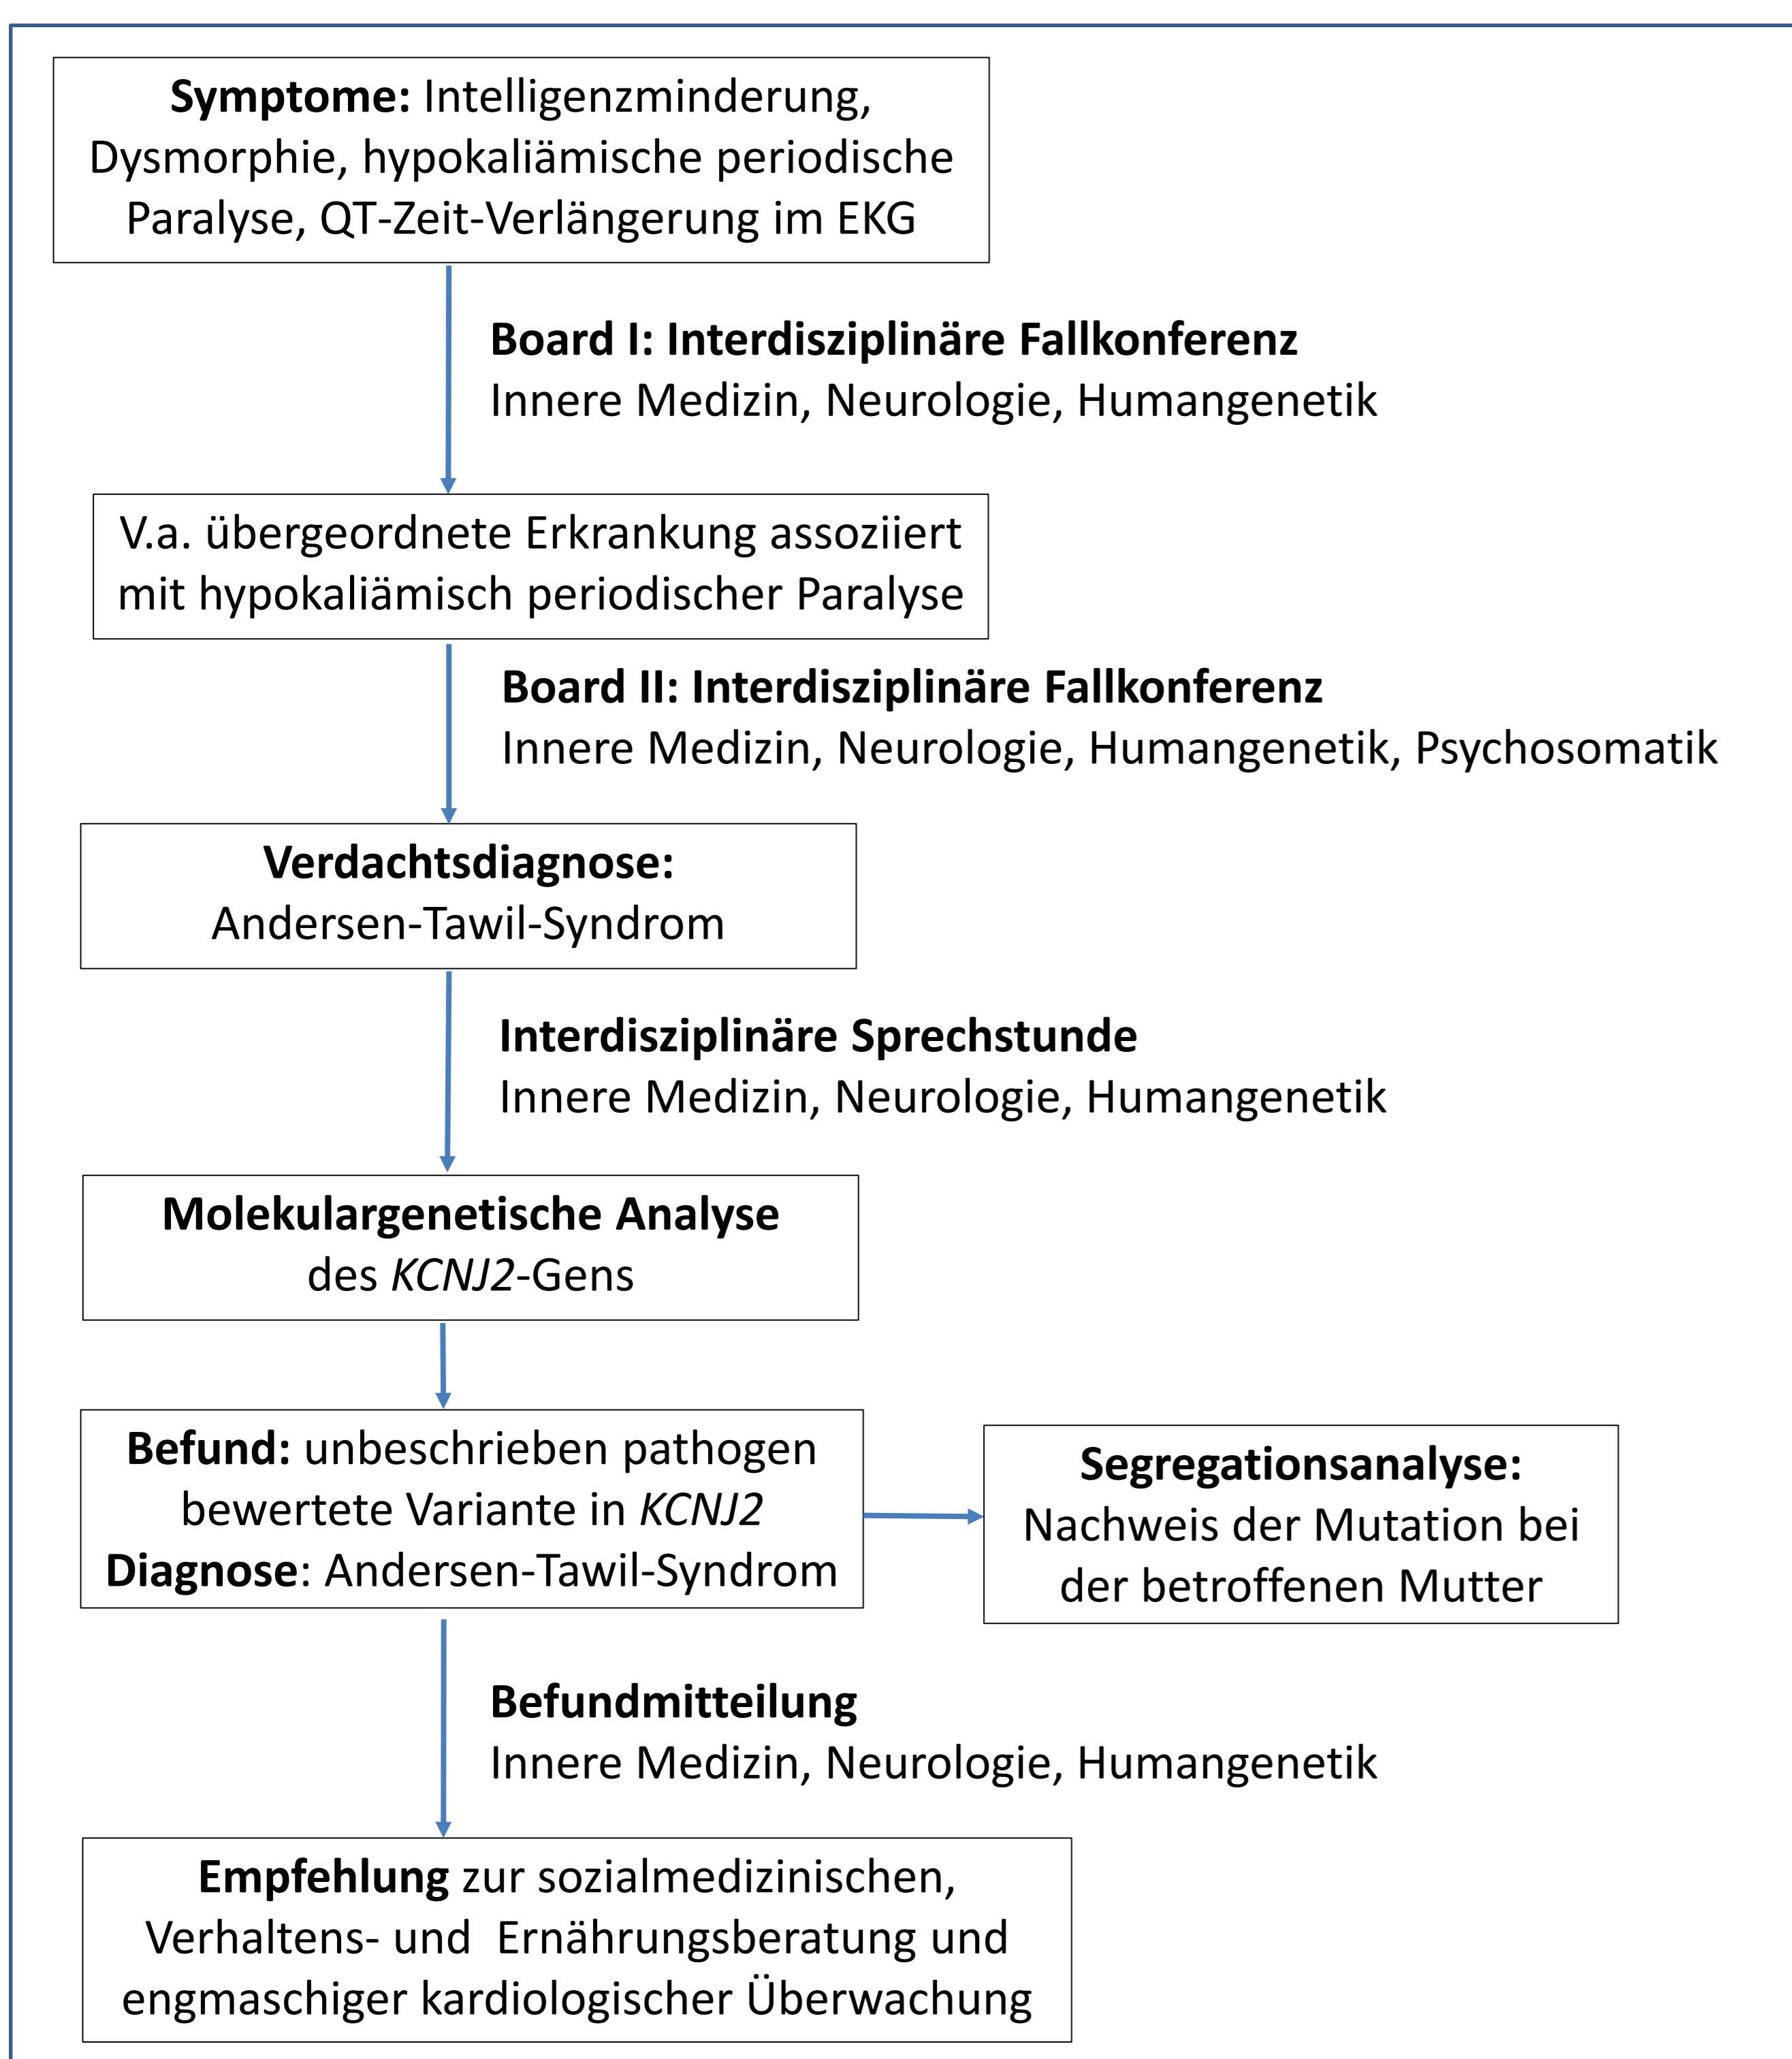 Symptome: Intelligenzminderung,
Dysmorphie, hypokaliämische periodische
Paralyse, QT-Zeit-Verlängerung im EKG
Board I: Interdisziplinäre Fallkonferenz
Innere Medizin, Neurologie, Humangenetik
V.a. übergeordnete Erkrankung assoziiert
mit hypokaliämisch periodischer Paralyse
Board II: Interdisziplinäre Fallkonferenz
Innere Medizin, Neurologie, Humangenetik, Psychosomatik
Verdachtsdiagnose:
Andersen-Tawil-Syndrom
Interdisziplinäre Sprechstunde
Innere Medizin, Neurologie, Humangenetik
Molekulargenetische Analyse
des KCNJ2-Gens
Befund: unbeschrieben pathogen
bewertete Variante in KCNJ2
Diagnose: Andersen-Tawil-Syndrom
Segregationsanalyse:
Nachweis der Mutation bei
der betroffenen Mutter
Befundmitteilung
Innere Medizin, Neurologie, Humangenetik
Empfehlung zur sozialmedizinischen,
Verhaltens- und  Ernährungsberatung und
engmaschiger kardiologischer Überwachung